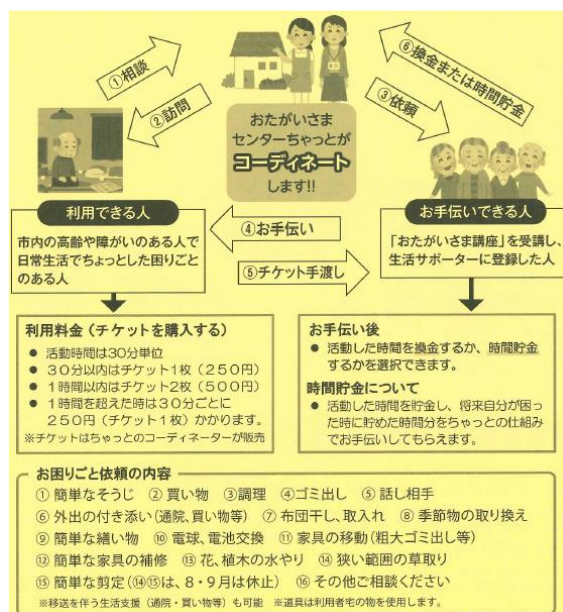 ①相談
②訪問
おたがいさま
センターちゃっとが
コーディネート
します!!
③依頼
⑥換金または時間貯金
利用できる人
市内の高齢や障がいのある人で
日常生活でちょっとした困りごと
のある人
④お手伝い
⑤チケット手渡し
お手伝いできる人
「おたがいさま講座」を受講し、
生活サポーターに登録した人
利用料金(チケットを購入する)
● 活動時間は30分単位
● 30分以内はチケット1枚(250円)
● 1時間以内はチケット2枚(500円)
● 1時間を超えた時は30分ごとに
250円(チケット1枚)かかります。
※チケットはちゃっとのコーディネーターが販売
お手伝い後
● 活動した時間を換金するか、時間貯金
するかを選択できます。
時間貯金について
● 活動した時間を貯金し、将来自分が困っ
た時に貯めた時間分をちゃっとの仕組み
でお手伝いしてもらえます。
お困りごと依頼の内容
①簡単なそうじ ②買い物 ③調理 ④ゴミ出し ⑤話し相手
⑥外出の付き添い(通院、買い物等) ⑦布団干し、取入れ ⑧季節物の取り換え
⑨簡単な繕い物 ⑩電球、電池交換 ⑪家具の移動(粗大ゴミ出し等)
⑫簡単な家具の補修 ⑬花、植木の水やり ⑭狭い範囲の草取り
⑮簡単な剪定(⑭⑮は、8・9月は休止) ⑯その他ご相談ください
※移送を伴う生活支援(通院・買い物等)も可能 ※道具は利用者宅の物を使用します。